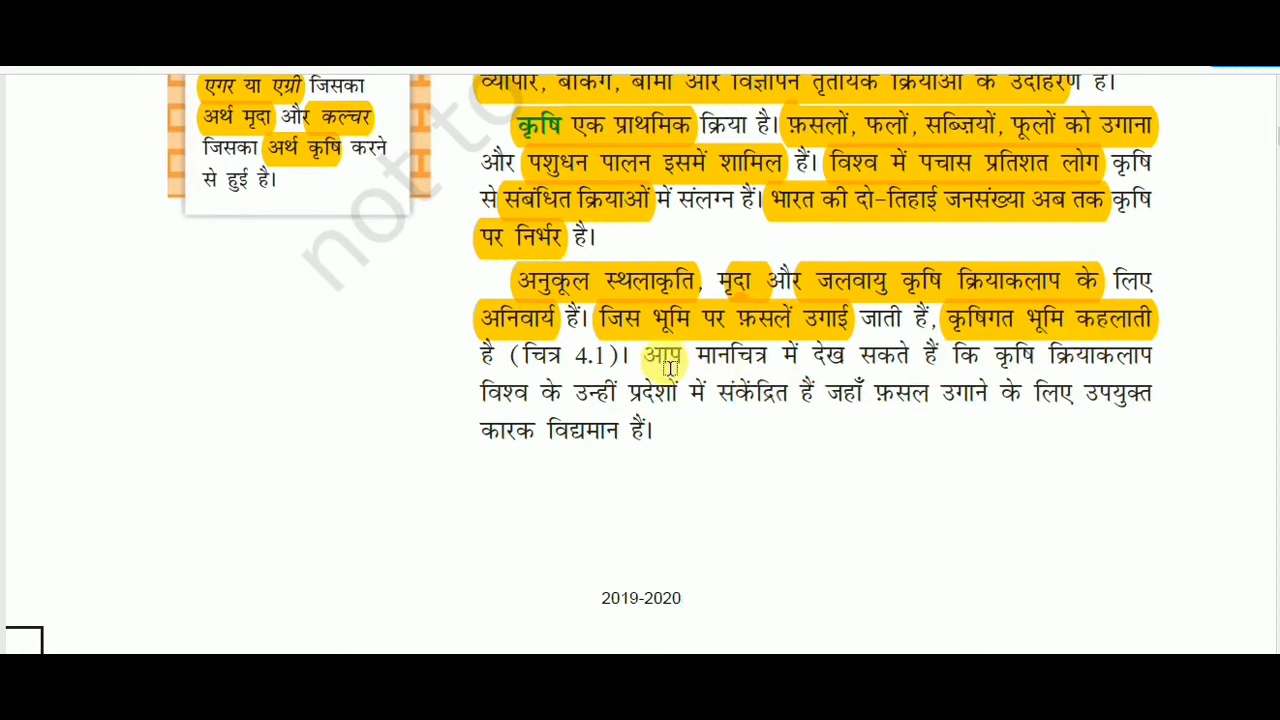 एगर या एग्री जिसका
अर्थ मृदा और कल्चर
जिसका अर्थ कृषि करने
से हुई है।
व्यापार, बैंकिंग, बीमा और विज्ञापन तृतीयक क्रियाओं के उदाहरण हैं।
कृषि एक प्राथमिक क्रिया है। फ़सलों, फलों, सब्जियों, फूलों को उगाना
और पशुधन पालन इसमें शामिल हैं। विश्व में पचास प्रतिशत लोग कृषि
से संबंधित क्रियाओं में संलग्न हैं। भारत की दो-तिहाई जनसंख्या अब तक कृषि
पर निर्भर है।
अनुकूल स्थलाकृति, मृदा और जलवायु कृषि क्रियाकलाप के लिए
अनिवार्य हैं। जिस भूमि पर फ़सलें उगाई जाती हैं, कृषिगत भूमि कहलाती
है (चित्र 4.1)। आप मानचित्र में देख सकते हैं कि कृषि क्रियाकलाप
विश्व के उन्हीं प्रदेशों में संकेंद्रित हैं जहाँ फ़सल उगाने के लिए उपयुक्त
कारक विद्यमान हैं।
not to
2019-2020